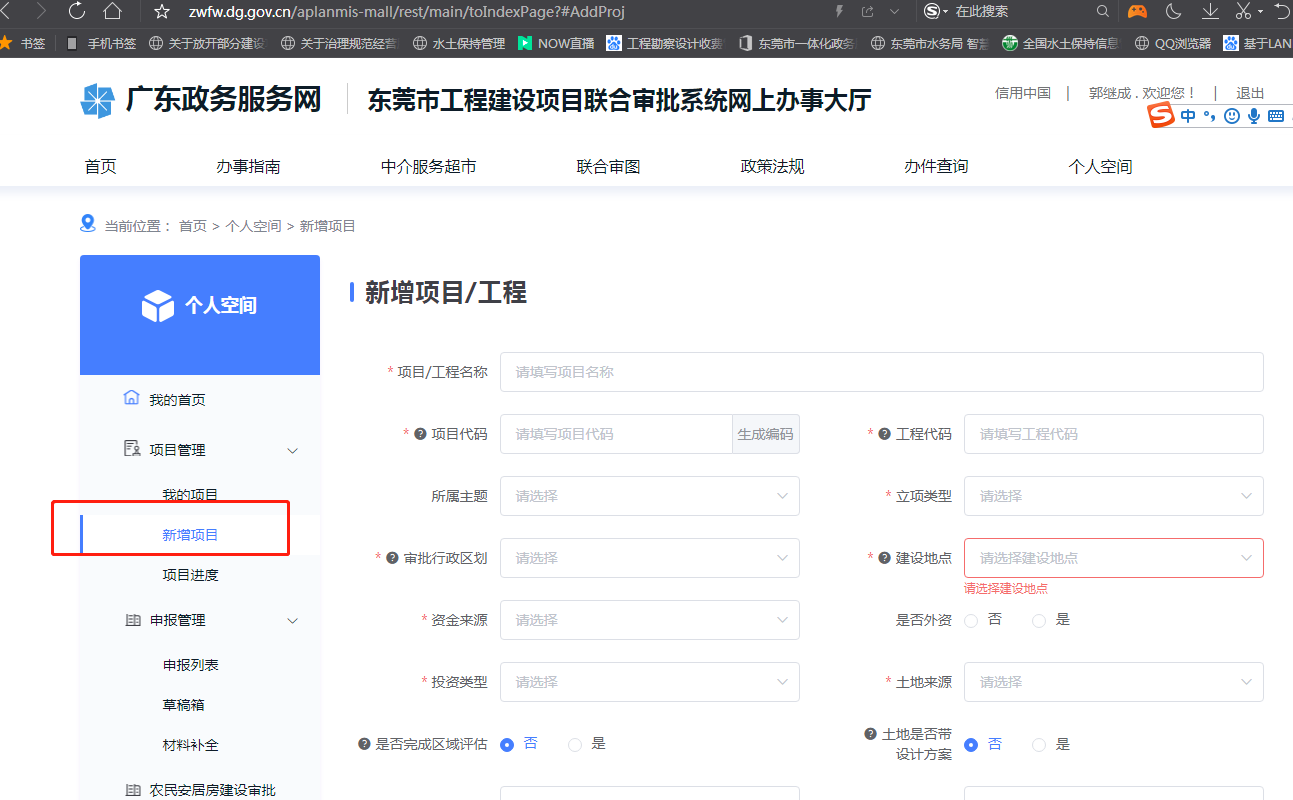 zwfw.dg.gov.cn/aplanmis-mall/rest/main/toIndexPage?#AddProj
在此搜索
书签 手机书签 关于放开部分建设 关于治理规范经营 水土保持管理 NOW直播 工程勘察设计收费 东莞市一体化政务 东莞市水务局 智慧 全国水土保持信息 QQ浏览器 基于LAN
广东政务服务网
东莞市工程建设项目联合审批系统网上办事大厅
信用中国 | 郭继成 . 欢迎您！ | 退出
中
首页 办事指南 中介服务超市 联合审图 政策法规 办件查询 个人空间
当前位置： 首页 > 个人空间 > 新增项目
个人空间
我的首页
项目管理
我的项目
新增项目
项目进度
申报管理
申报列表
草稿箱
材料补全
农民安居房建设审批
新增项目/工程
* 项目/工程名称 请填写项目名称
* 项目代码 请填写项目代码 生成编码 * 工程代码 请填写工程代码
所属主题 请选择 * 立项类型 请选择
* 审批行政区划 请选择 * 建设地点 请选择建设地点
请选择建设地点
* 资金来源 请选择 是否外资 否 是
* 投资类型 请选择 * 土地来源 请选择
是否完成区域评估 否 是 土地是否带
设计方案 否 是